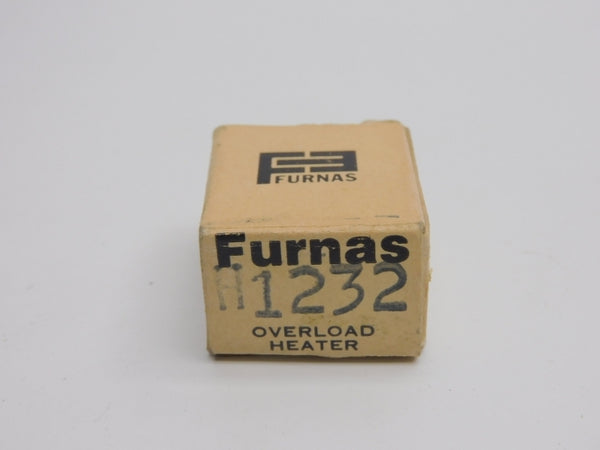 FURNAS
Furnas
H1232
OVERLOAD
HEATER